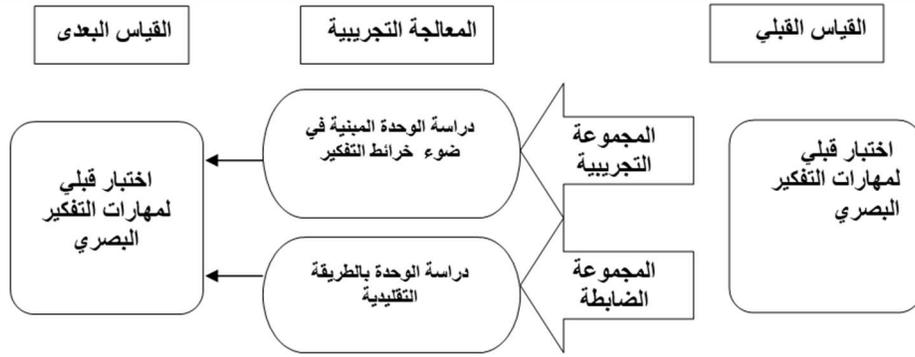 القياس القبلي
المعالجة التجريبية
القياس البعدى
اختبار قبلي
لمهارات التفكير
البصري
المجموعة
التجريبية
دراسة الوحدة المبنية في
ضوء خرائط التفكير
المجموعة
الضابطة
دراسة الوحدة بالطريقة
التقليدية
اختبار قبلي
لمهارات التفكير
البصري